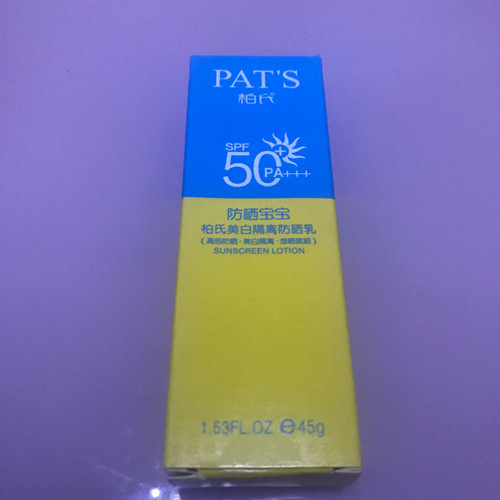 PAT'S
柏氏
SPF
50+
PA+++
防晒宝宝
柏氏美白隔离防晒乳
SUNSCREEN LOTION
1.53FL.OZ ℮45g